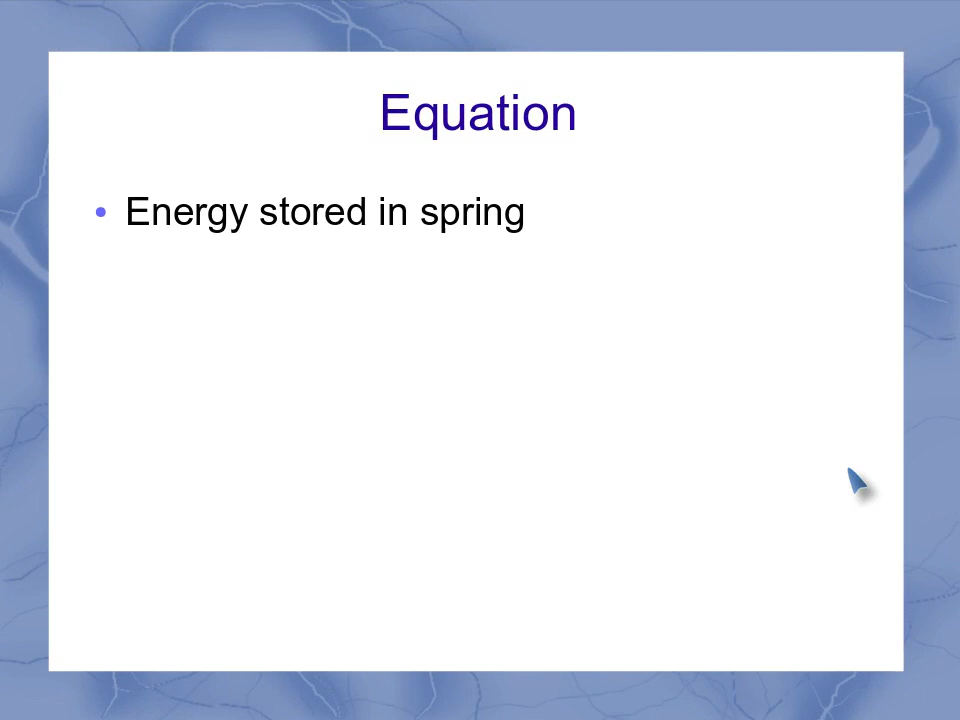 Equation
• Energy stored in spring